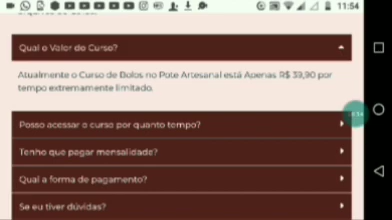 11:54
Qual o Valor do Curso?
Atualmente o Curso de Bolos no Pote Artesanal está Apenas R$ 39,90 por
tempo extremamente limitado.
Posso acessar o curso por quanto tempo?
Tenho que pagar mensalidade?
Qual a forma de pagamento?
Se eu tiver dúvidas?